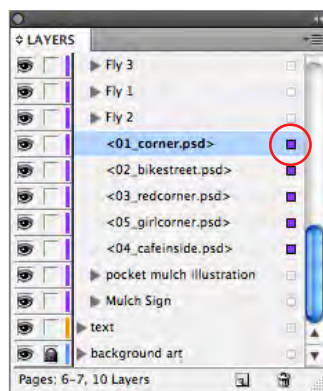 LAYERS
Fly 3
Fly 1
Fly 2
<01_corner.psd>
<02_bikestreet.psd>
<03_redcorner.psd>
<05_girlcorner.psd>
<04_cafeinside.psd>
pocket mulch illustration
Mulch Sign
text
background art
Pages: 6-7, 10 Layers